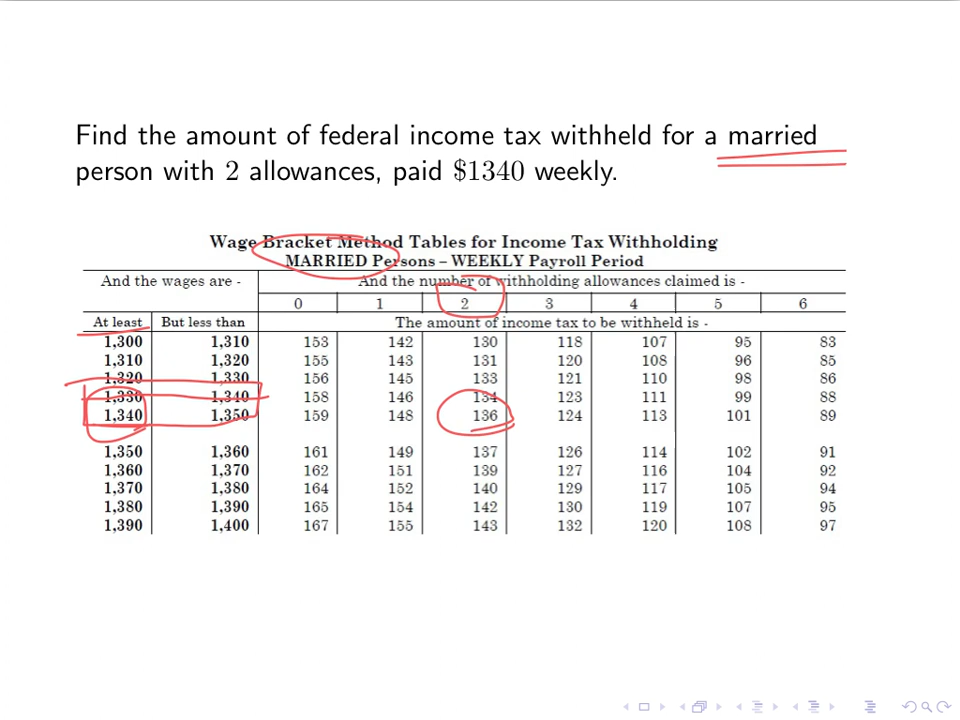 Find the amount of federal income tax withheld for a married
person with 2 allowances, paid $1340 weekly.
Wage Bracket Method Tables for Income Tax Withholding
MARRIED Persons – WEEKLY Payroll Period
And the wages are - And the number of withholding allowances claimed is -
0 1 2 3 4 5 6
At least But less than The amount of income tax to be withheld is -
1,300 1,310 153 142 130 118 107 95 83
1,310 1,320 155 143 131 120 108 96 85
1,320 1,330 156 145 133 121 110 98 86
1,330 1,340 158 146 134 123 111 99 88
1,340 1,350 159 148 136 124 113 101 89
1,350 1,360 161 149 137 126 114 102 91
1,360 1,370 162 151 139 127 116 104 92
1,370 1,380 164 152 140 129 117 105 94
1,380 1,390 165 154 142 130 119 107 95
1,390 1,400 167 155 143 132 120 108 97